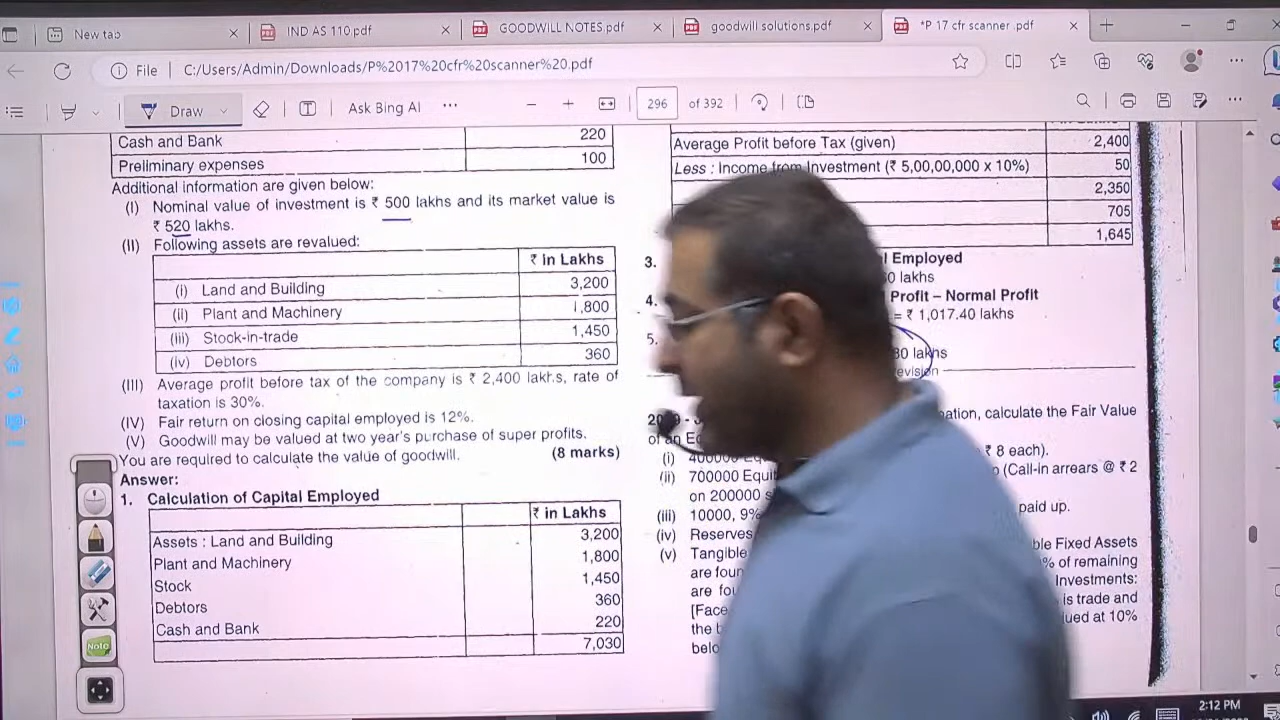 New tab
IND AS 110.pdf
GOODWILL NOTES.pdf
goodwill solutions.pdf
*P 17 cfr scanner .pdf
File
C:/Users/Admin/Downloads/P%2017%20cfr%20scanner%20.pdf
Draw
Ask Bing AI
296 of 392
Cash and Bank 220
Preliminary expenses 100
Additional information are given below:
(I) Nominal value of investment is ₹ 500 lakhs and its market value is
₹ 520 lakhs.
(II) Following assets are revalued:
₹ in Lakhs
(i) Land and Building 3,200
(ii) Plant and Machinery 1,800
(iii) Stock-in-trade 1,450
(iv) Debtors 360
(III) Average profit before tax of the company is ₹ 2,400 lakhs, rate of
taxation is 30%.
(IV) Fair return on closing capital employed is 12%.
(V) Goodwill may be valued at two year's purchase of super profits.
You are required to calculate the value of goodwill. (8 marks)
Answer:
1. Calculation of Capital Employed
₹ in Lakhs
Assets : Land and Building 3,200
Plant and Machinery 1,800
Stock 1,450
Debtors 360
Cash and Bank 220
7,030
Average Profit before Tax (given) 2,400
Less : Income from Investment (₹ 5,00,00,000 x 10%) 50
2,350
705
1,645
3. Employed
0 lakhs
4. Profit – Normal Profit
= ₹ 1,017.40 lakhs
5.
80 lakhs
ation, calculate the Fair Value
of an
₹ 8 each).
(i) 400000
(ii) 700000 Equi (Call-in arrears @ ₹ 2
on 200000
(iii) 10000, 9% paid up.
(iv) Reserves
(v) Tangible ble Fixed Assets
are foun % of remaining
are fou Investments:
[Face is trade and
the b ued at 10%
belo
Note
2:12 PM